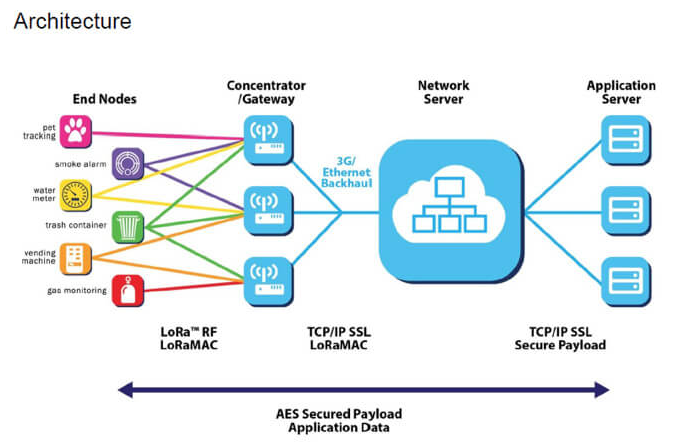 Architecture
End Nodes
Concentrator
/Gateway
Network
Server
Application
Server
pet
tracking
smoke alarm
water
meter
trash container
vending
machine
gas monitoring
3G/
Ethernet
Backhaul
LoRa™ RF
LoRaMAC
TCP/IP SSL
LoRaMAC
TCP/IP SSL
Secure Payload
AES Secured Payload
Application Data